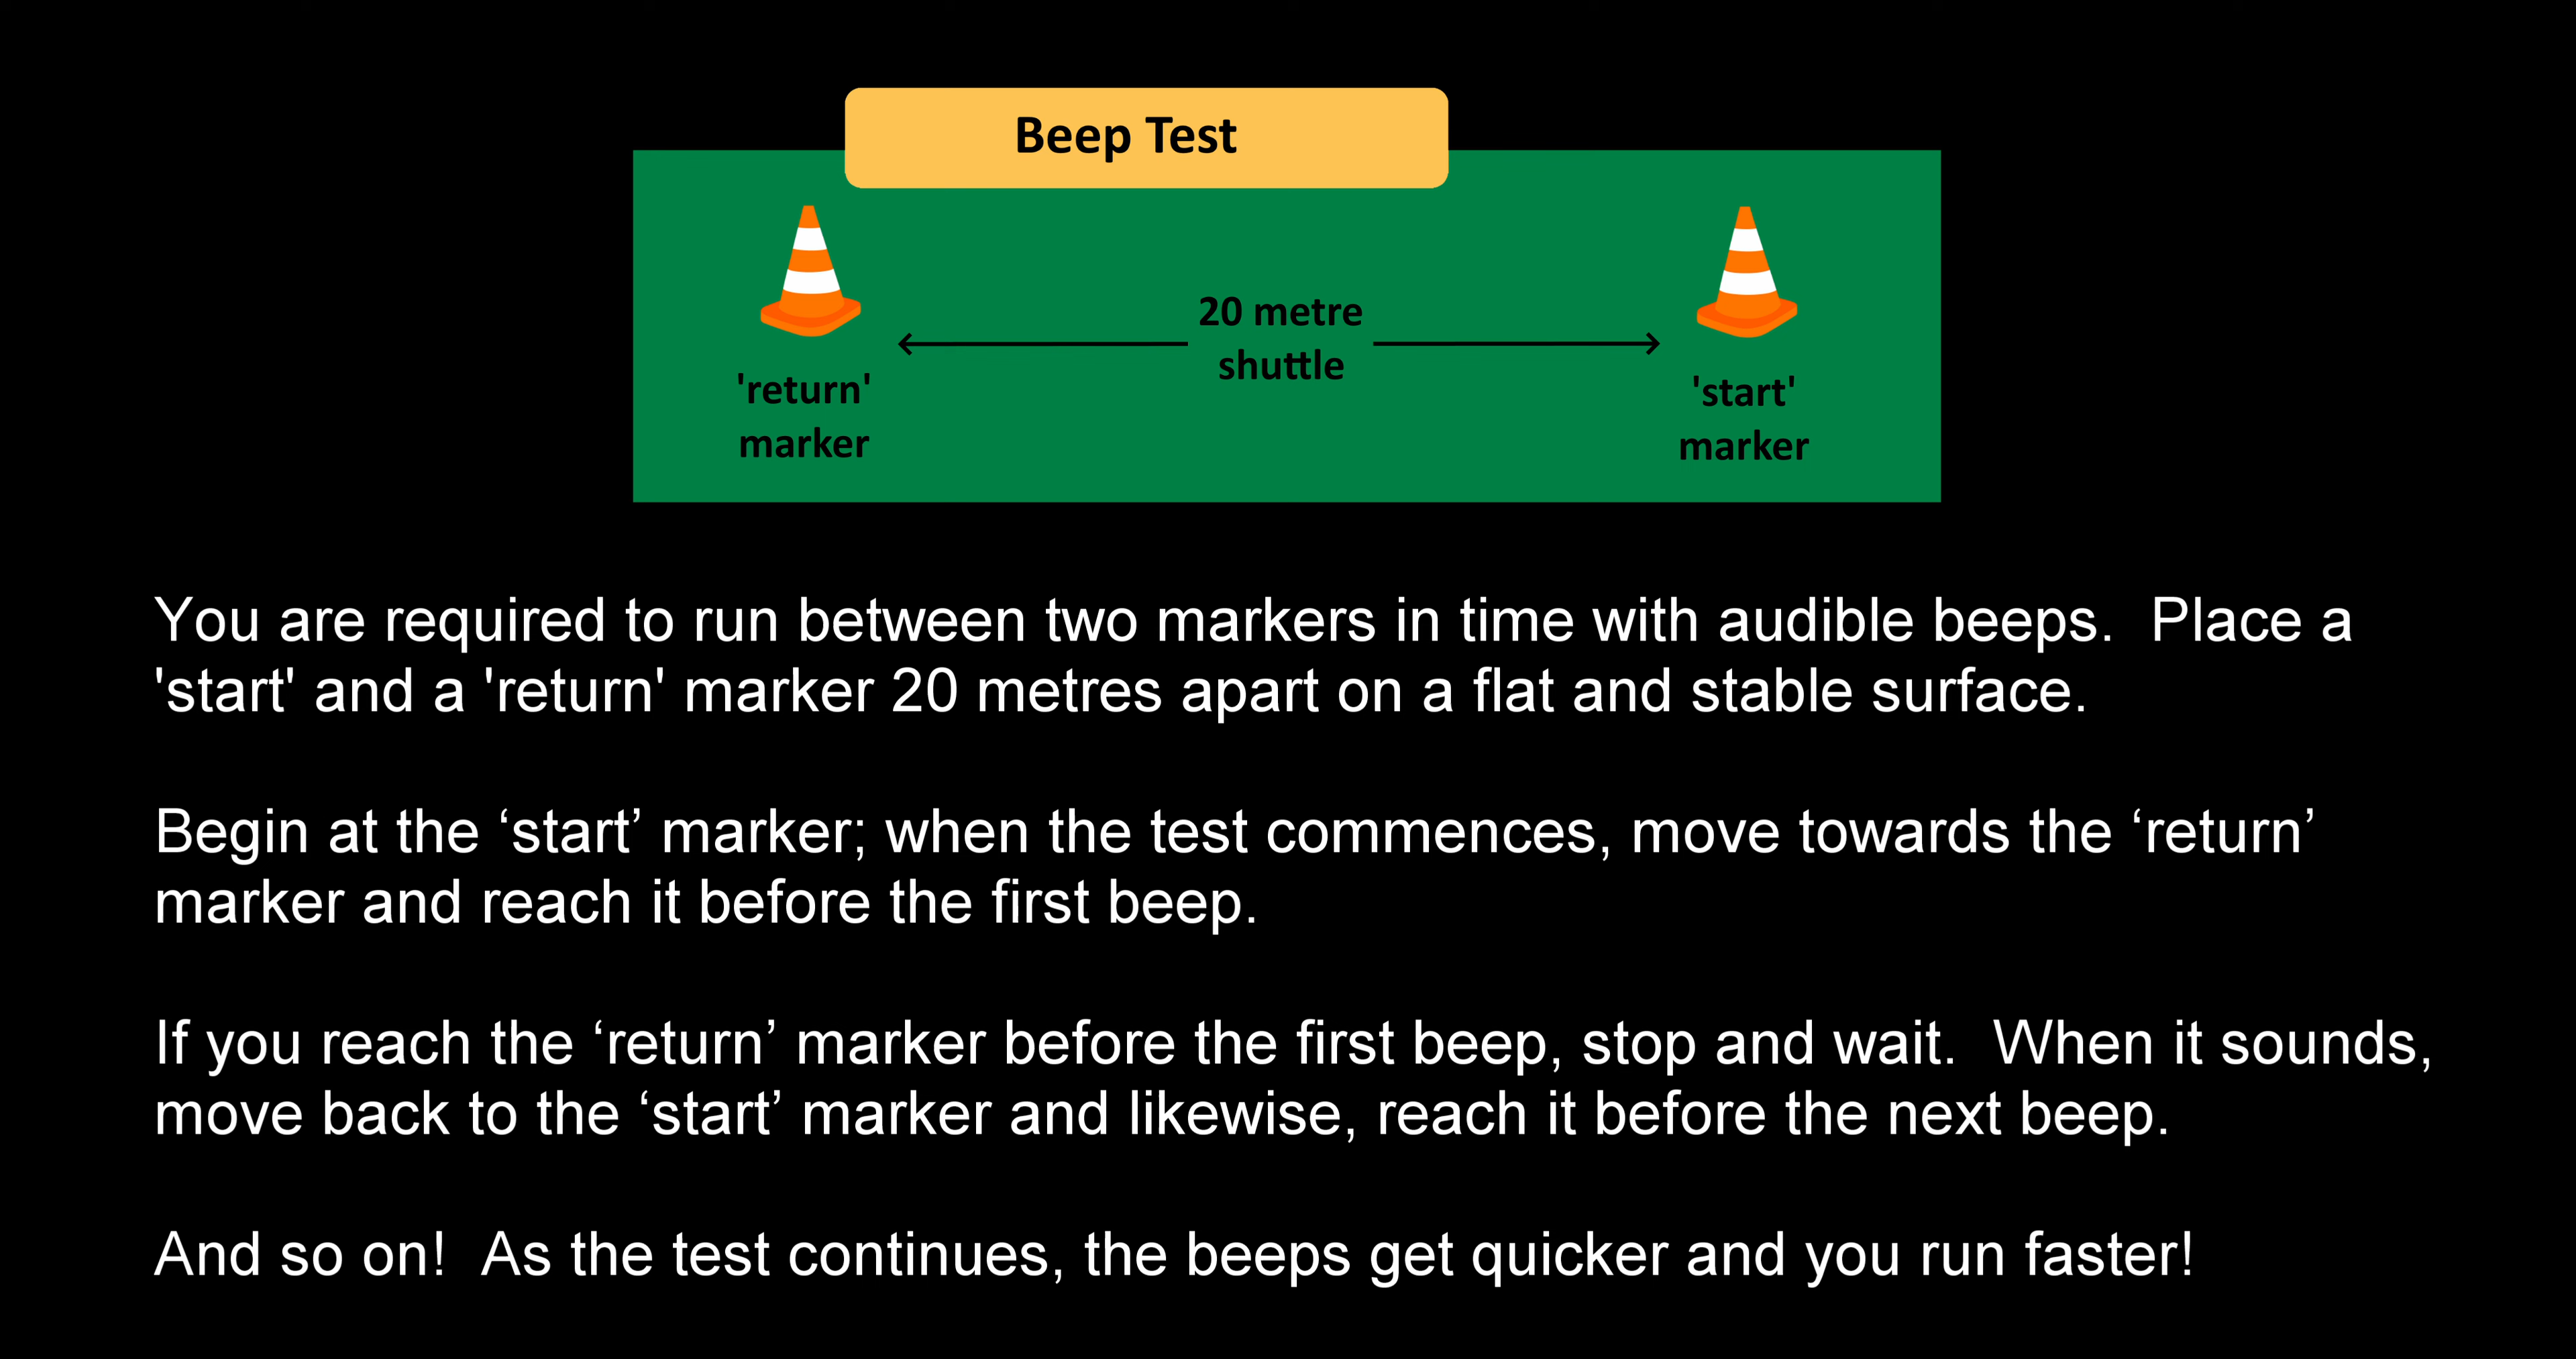 Beep Test
20 metre
shuttle
'return'
marker
'start'
marker
You are required to run between two markers in time with audible beeps.  Place a
'start' and a 'return' marker 20 metres apart on a flat and stable surface.
Begin at the ‘start’ marker; when the test commences, move towards the ‘return’
marker and reach it before the first beep.
If you reach the ‘return’ marker before the first beep, stop and wait.  When it sounds,
move back to the ‘start’ marker and likewise, reach it before the next beep.
And so on!  As the test continues, the beeps get quicker and you run faster!